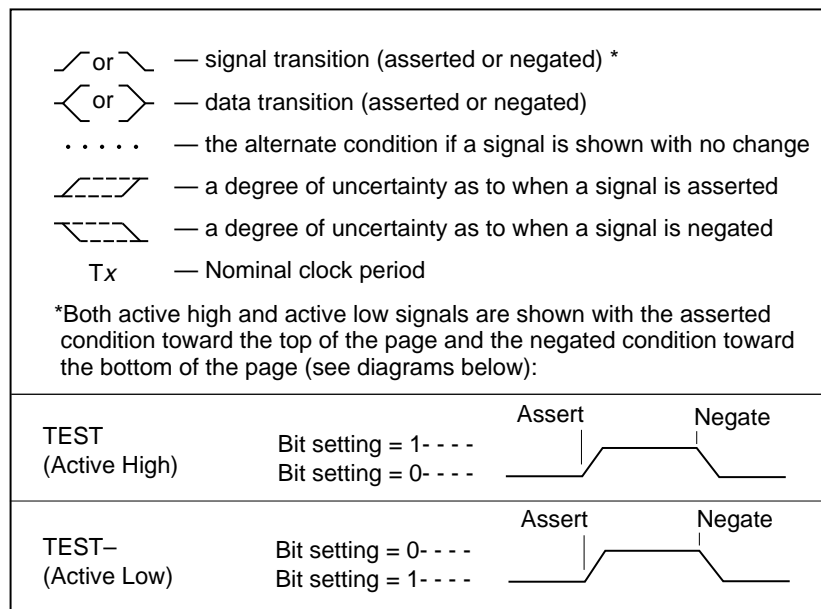 or — signal transition (asserted or negated) *
or — data transition (asserted or negated)
. . . . . — the alternate condition if a signal is shown with no change
— a degree of uncertainty as to when a signal is asserted
— a degree of uncertainty as to when a signal is negated
Tx — Nominal clock period
*Both active high and active low signals are shown with the asserted
condition toward the top of the page and the negated condition toward
the bottom of the page (see diagrams below):
Assert Negate
TEST
(Active High)
Bit setting = 1- - - -
Bit setting = 0- - - -
Assert Negate
TEST–
(Active Low)
Bit setting = 0- - - -
Bit setting = 1- - - -